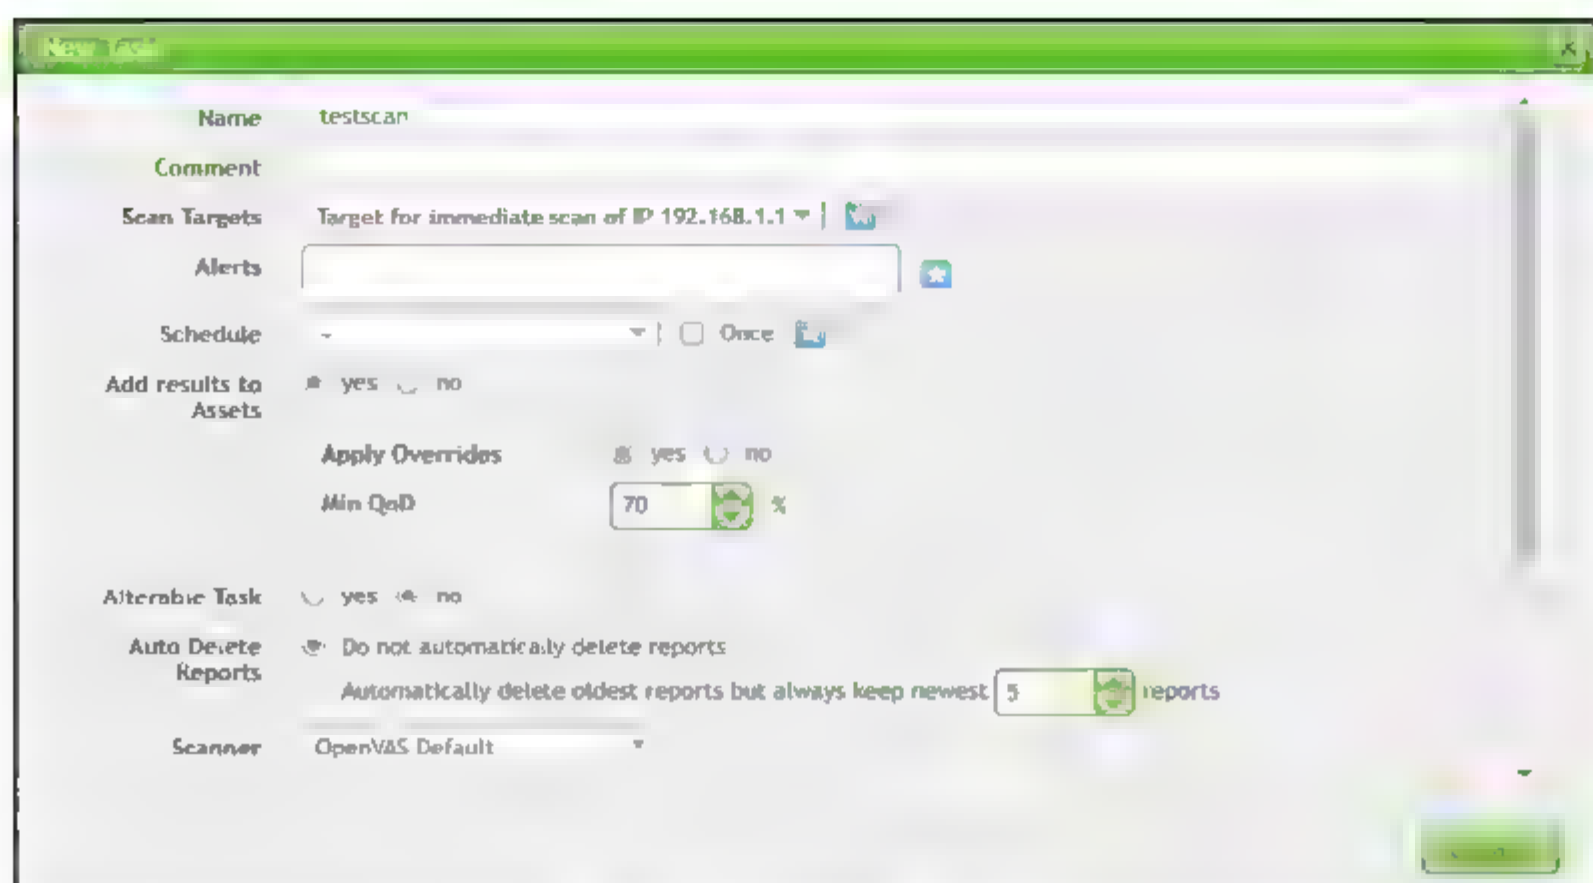 New Task
Name testscan
Comment
Scan Targets Target for immediate scan of IP 192.168.1.1
Alerts
Schedule - Once
Add results to yes no
Assets
Apply Overrides yes no
Min QoD 70 %
Alterable Task yes no
Auto Delete Do not automatically delete reports
Reports
Automatically delete oldest reports but always keep newest 5 reports
Scanner OpenVAS Default